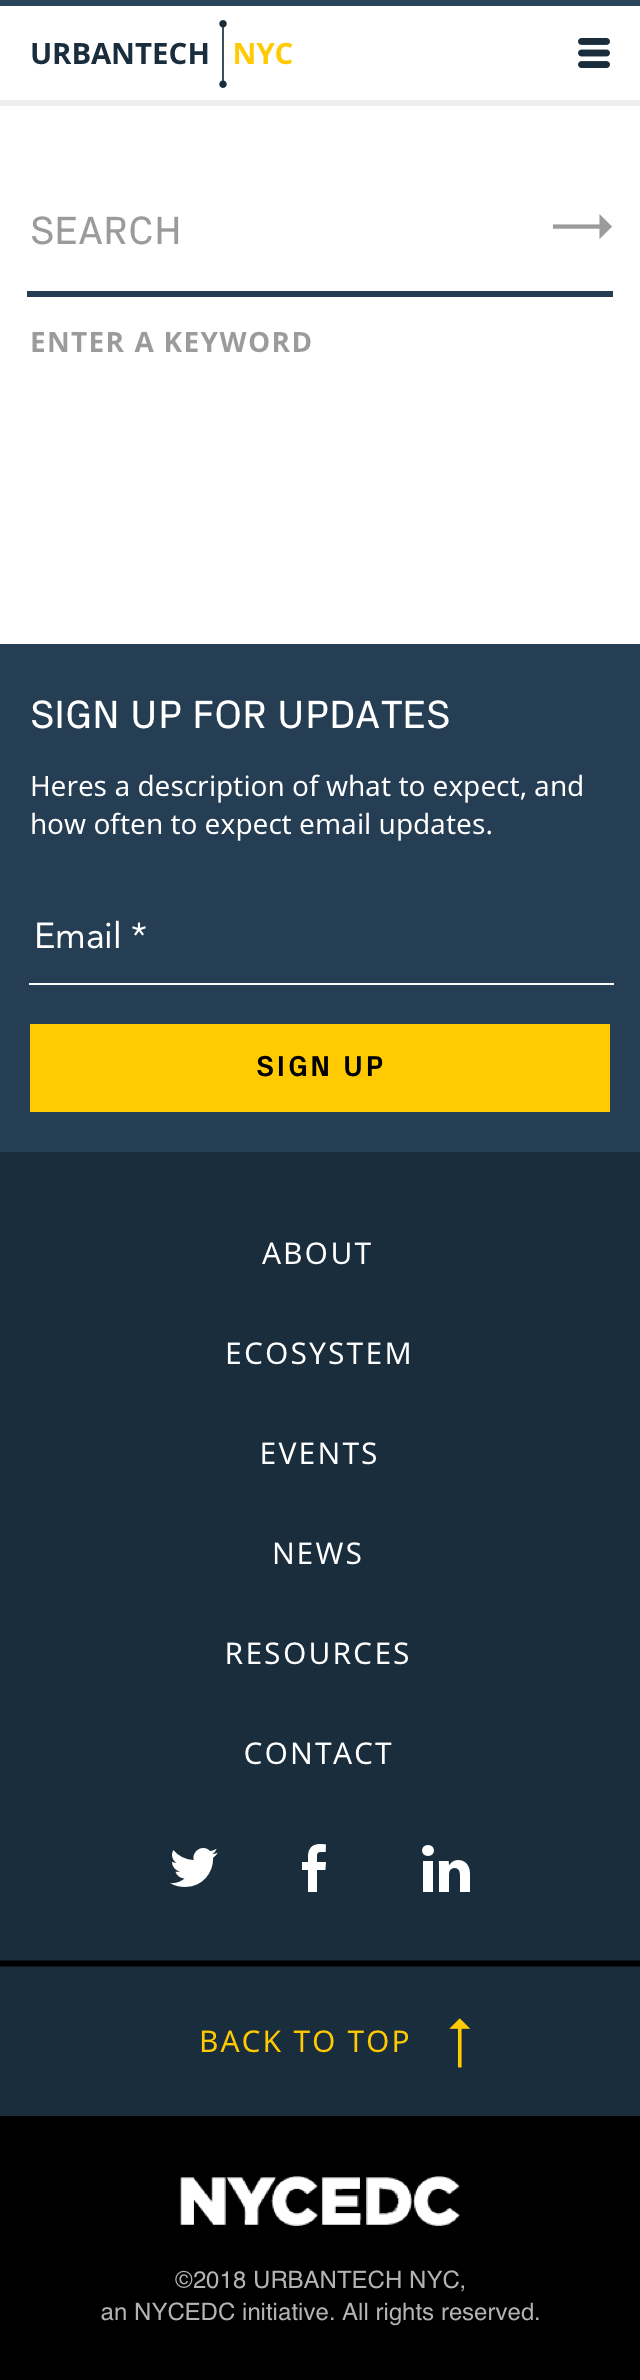 URBANTECH NYC
SEARCH
ENTER A KEYWORD
SIGN UP FOR UPDATES
Heres a description of what to expect, and
how often to expect email updates.
Email *
SIGN UP
ABOUT
ECOSYSTEM
EVENTS
NEWS
RESOURCES
CONTACT
BACK TO TOP
NYCEDC
©2018 URBANTECH NYC,
an NYCEDC initiative. All rights reserved.